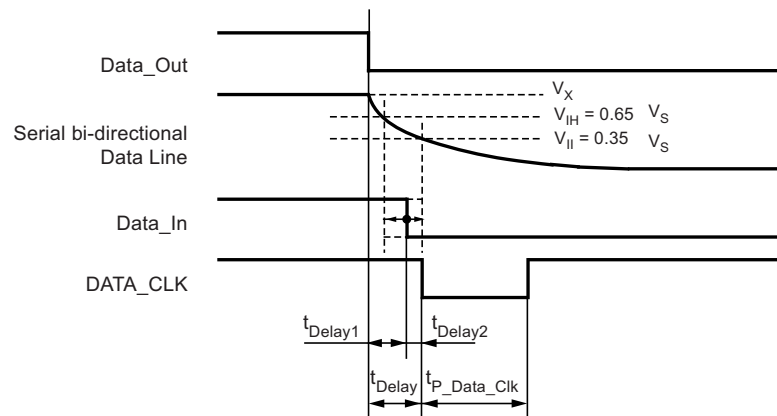 Data_Out
V_X
V_IH = 0.65 V_S
Serial bi-directional
Data Line
V_Il = 0.35 V_S
Data_In
DATA_CLK
t_Delay1
t_Delay2
t_Delay
t_P_Data_Clk